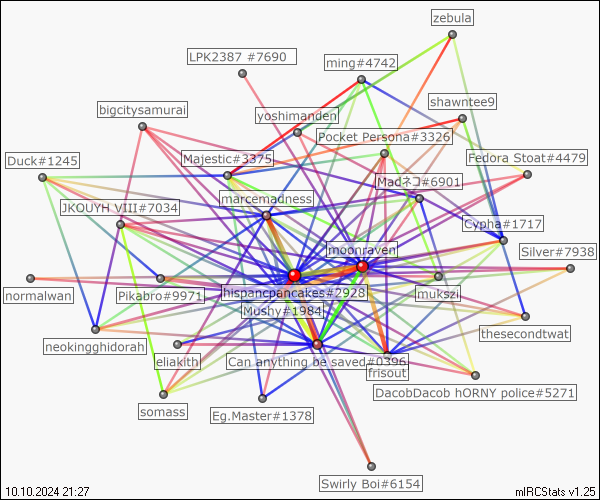 zebula
LPK2387 #7690
ming#4742
shawntee9
bigcitysamurai
yoshimanden
Pocket Persona#3326
Duck#1245
Majestic#3375
Fedora Stoat#4479
Madネコ#6901
marcemadness
JKQUYH VIII#7034
Cypha#1717
moonraven
Silver#7938
normalwan
Pikabro#9971
hispancpancakes#2928
mukszi
Mushy#1984
thesecondtwat
neokingghidorah
eliakith
Can anything be saved#0396
frisout
DacobDacob hORNY police#5271
somass
Eg.Master#1378
Swirly Boi#6154
10.10.2024 21:27
mIRCStats v1.25